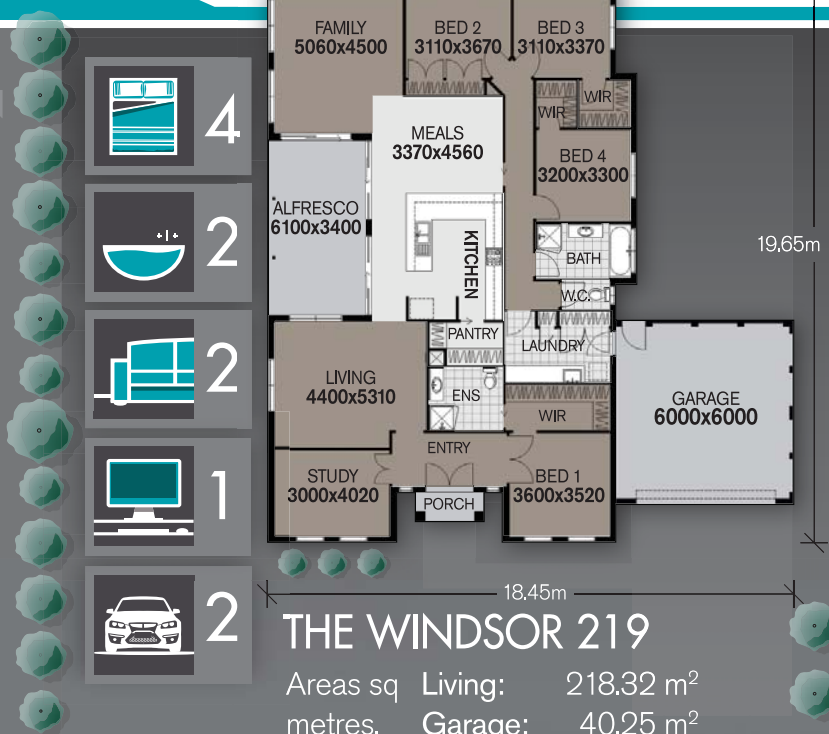 FAMILY
5060x4500
BED 2
3110x3670
BED 3
3110x3370
WIR
WIR
MEALS
3370x4560
BED 4
3200x3300
ALFRESCO
6100x3400
KITCHEN
BATH
W.C.
19.65m
PANTRY
LAUNDRY
LIVING
4400x5310
ENS
WIR
GARAGE
6000x6000
ENTRY
STUDY
3000x4020
BED 1
3600x3520
PORCH
4
2
2
1
2
18.45m
THE WINDSOR 219
Areas sq Living: 218.32 m²
metres. Garage: 40.25 m²